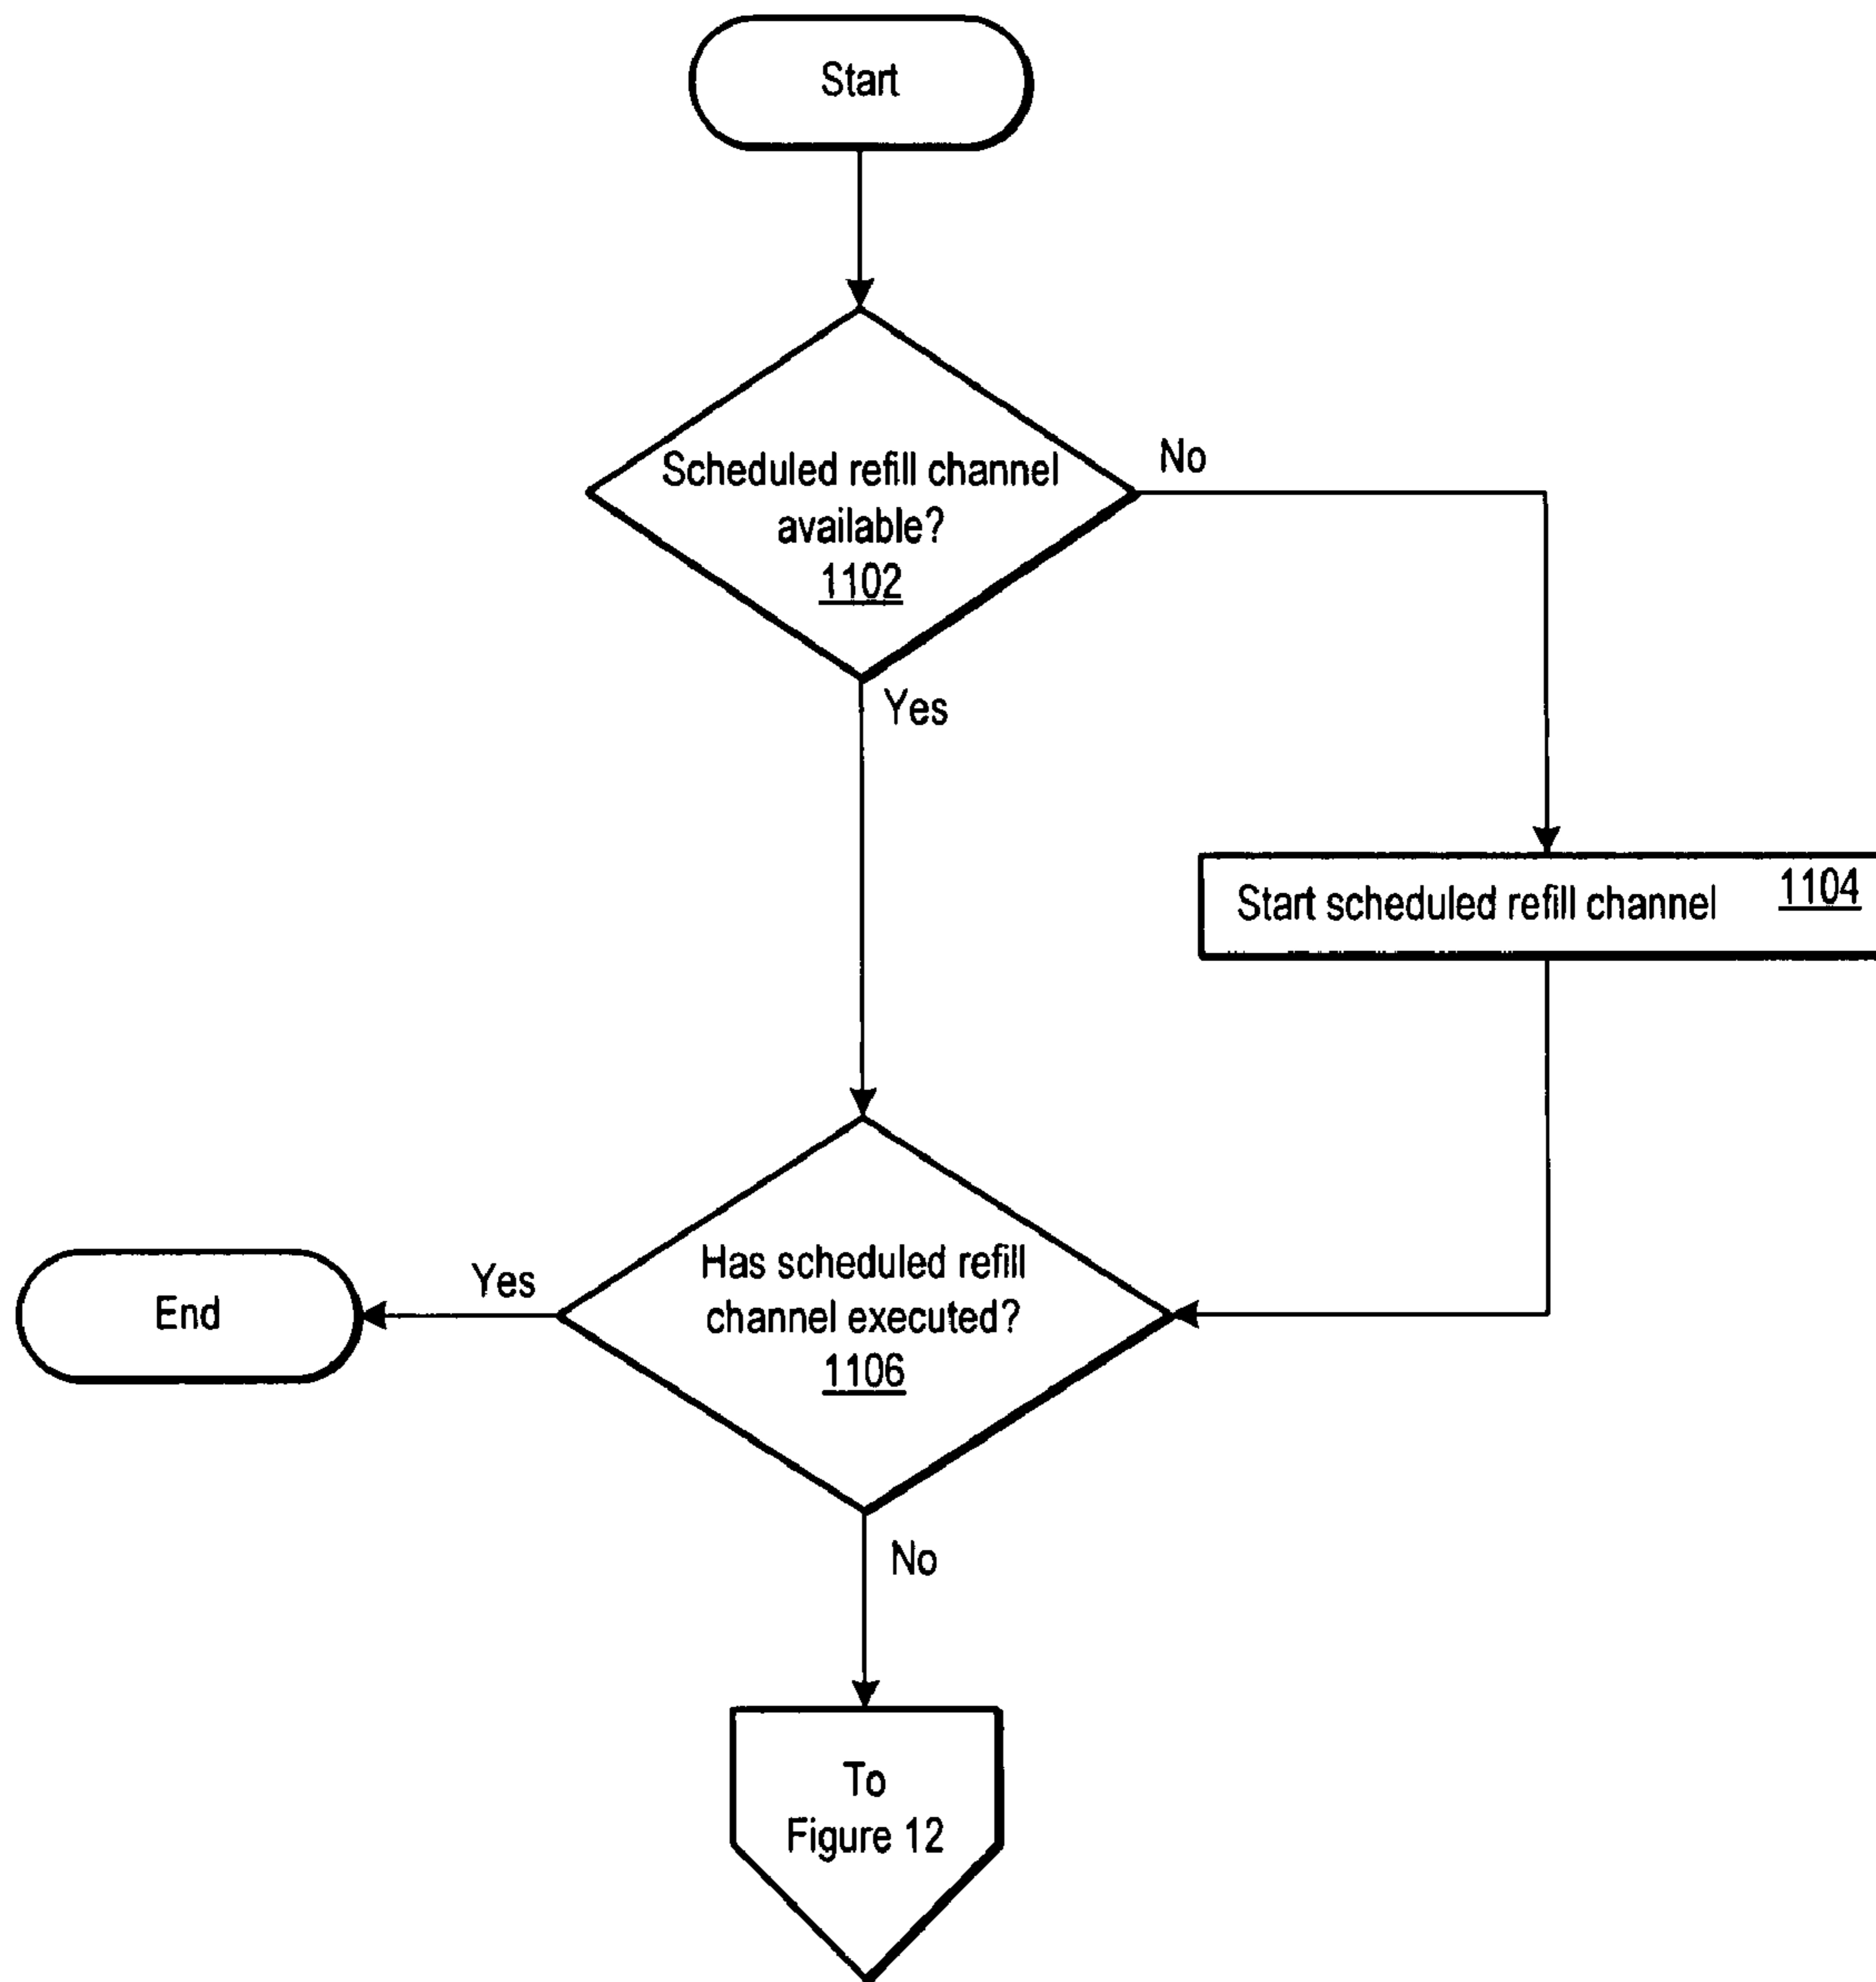 Start
Scheduled refill channel
available?
1102
No
Yes
Start scheduled refill channel 1104
Has scheduled refill
channel executed?
1106
Yes
End
No
To
Figure 12